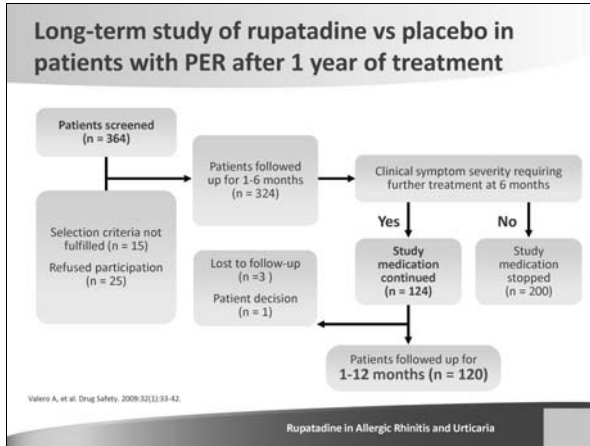 Long-term study of rupatadine vs placebo in
patients with PER after 1 year of treatment
Patients screened
(n = 364)
Selection criteria not
fulfilled (n = 15)
Refused participation
(n = 25)
Patients followed
up for 1-6 months
(n = 324)
Clinical symptom severity requiring
further treatment at 6 months
Yes
No
Study
medication
continued
(n = 124)
Study
medication
stopped
(n = 200)
Lost to follow-up
(n =3 )
Patient decision
(n = 1)
Patients followed up for
1-12 months (n = 120)
Valero A, et al. Drug Safety. 2009:32(1):33-42.
Rupatadine in Allergic Rhinitis and Urticaria